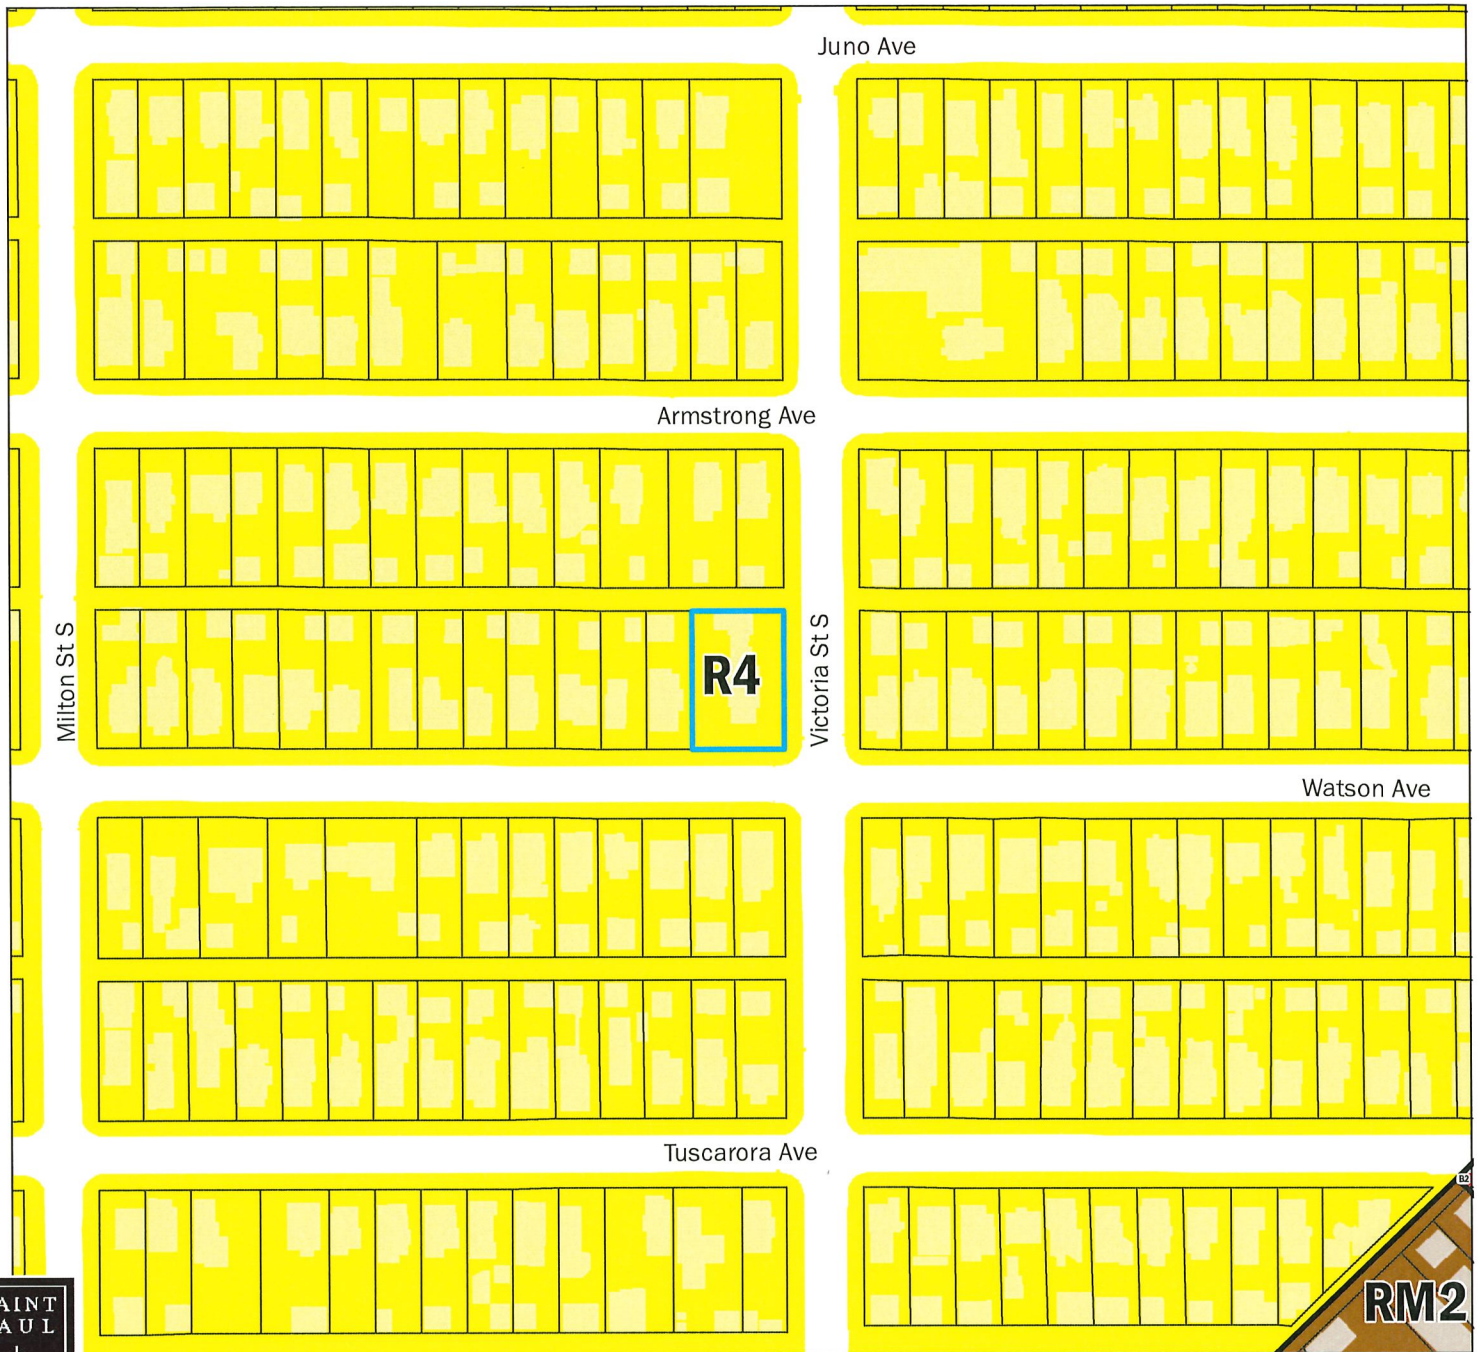 Juno Ave
Armstrong Ave
Milton St S
R4
Victoria St S
Watson Ave
Tuscarora Ave
B2
RM2
AINT
AUL